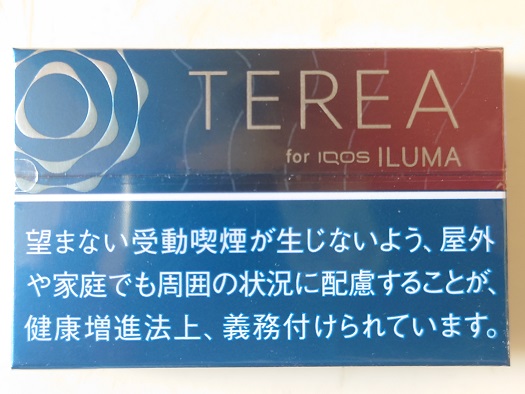 TEREA
for IQOS ILUMA
望まない受動喫煙が生じないよう、屋外
や家庭でも周囲の状況に配慮することが、
健康増進法上、義務付けられています。